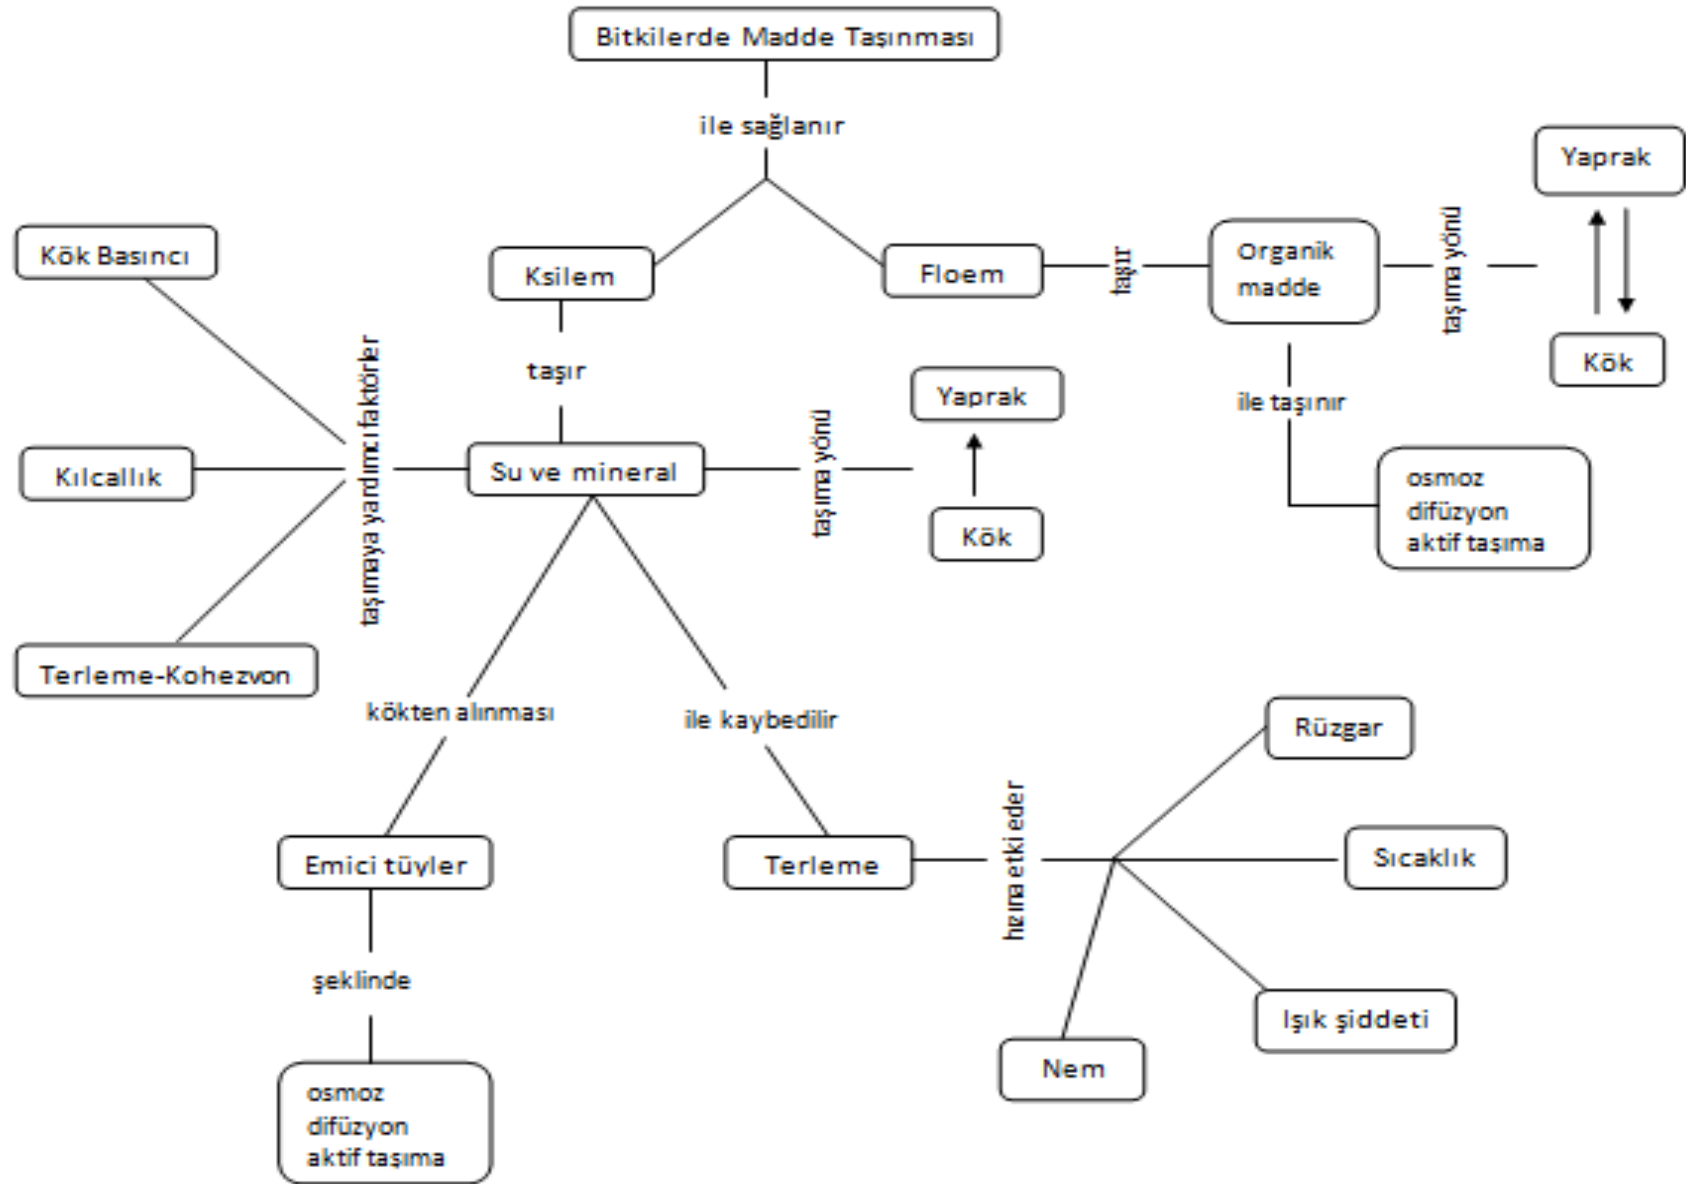 Bitkilerde Madde Taşınması
ile sağlanır
Yaprak
Kök Basıncı
Ksilem
Floem
taşır
Organik
madde
taşıma yönü
Kök
taşır
ile taşınır
Yaprak
taşımaya yardımcı faktörler
Kılcallık
Su ve mineral
taşıma yönü
Kök
osmoz
difüzyon
aktif taşıma
Terleme-Kohezvon
kökten alınması
ile kaybedilir
Rüzgar
Emici tüyler
Terleme
hızına etki eder
Sıcaklık
şeklinde
Işık şiddeti
Nem
osmoz
difüzyon
aktif taşıma